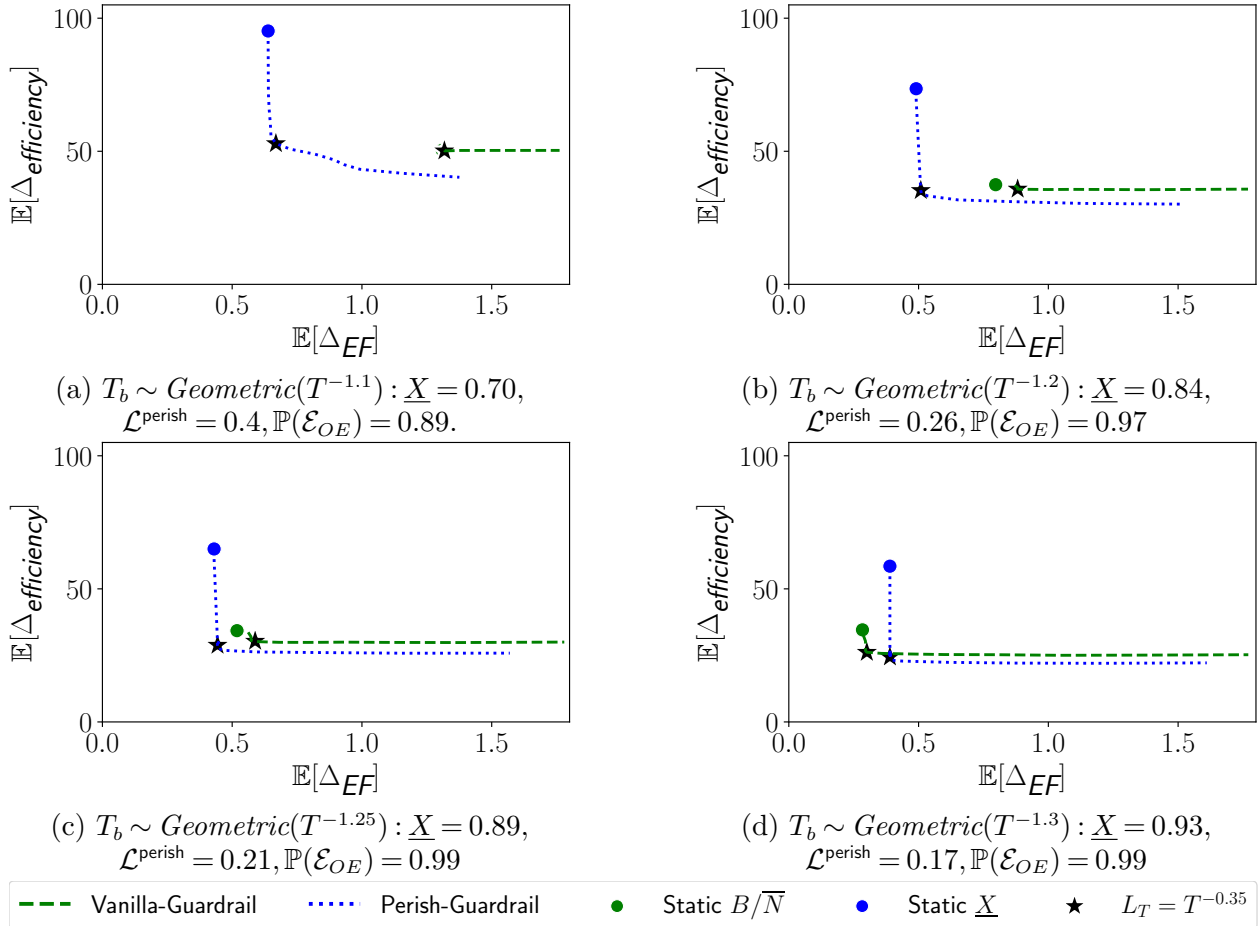 100
50
0
0.0 0.5 1.0 1.5
𝔼[Δ_efficiency]
𝔼[Δ_EF]
(a) T_b ∼ Geometric(T^{−1.1}) : X̲ = 0.70,
ℒ^perish = 0.4, ℙ(ℰ_OE) = 0.89.
100
50
0
0.0 0.5 1.0 1.5
𝔼[Δ_efficiency]
𝔼[Δ_EF]
(b) T_b ∼ Geometric(T^{−1.2}) : X̲ = 0.84,
ℒ^perish = 0.26, ℙ(ℰ_OE) = 0.97
100
50
0
0.0 0.5 1.0 1.5
𝔼[Δ_efficiency]
𝔼[Δ_EF]
(c) T_b ∼ Geometric(T^{−1.25}) : X̲ = 0.89,
ℒ^perish = 0.21, ℙ(ℰ_OE) = 0.99
100
50
0
0.0 0.5 1.0 1.5
𝔼[Δ_efficiency]
𝔼[Δ_EF]
(d) T_b ∼ Geometric(T^{−1.3}) : X̲ = 0.93,
ℒ^perish = 0.17, ℙ(ℰ_OE) = 0.99
Vanilla-Guardrail Perish-Guardrail Static B/N̅ Static X̲ L_T = T^{−0.35}